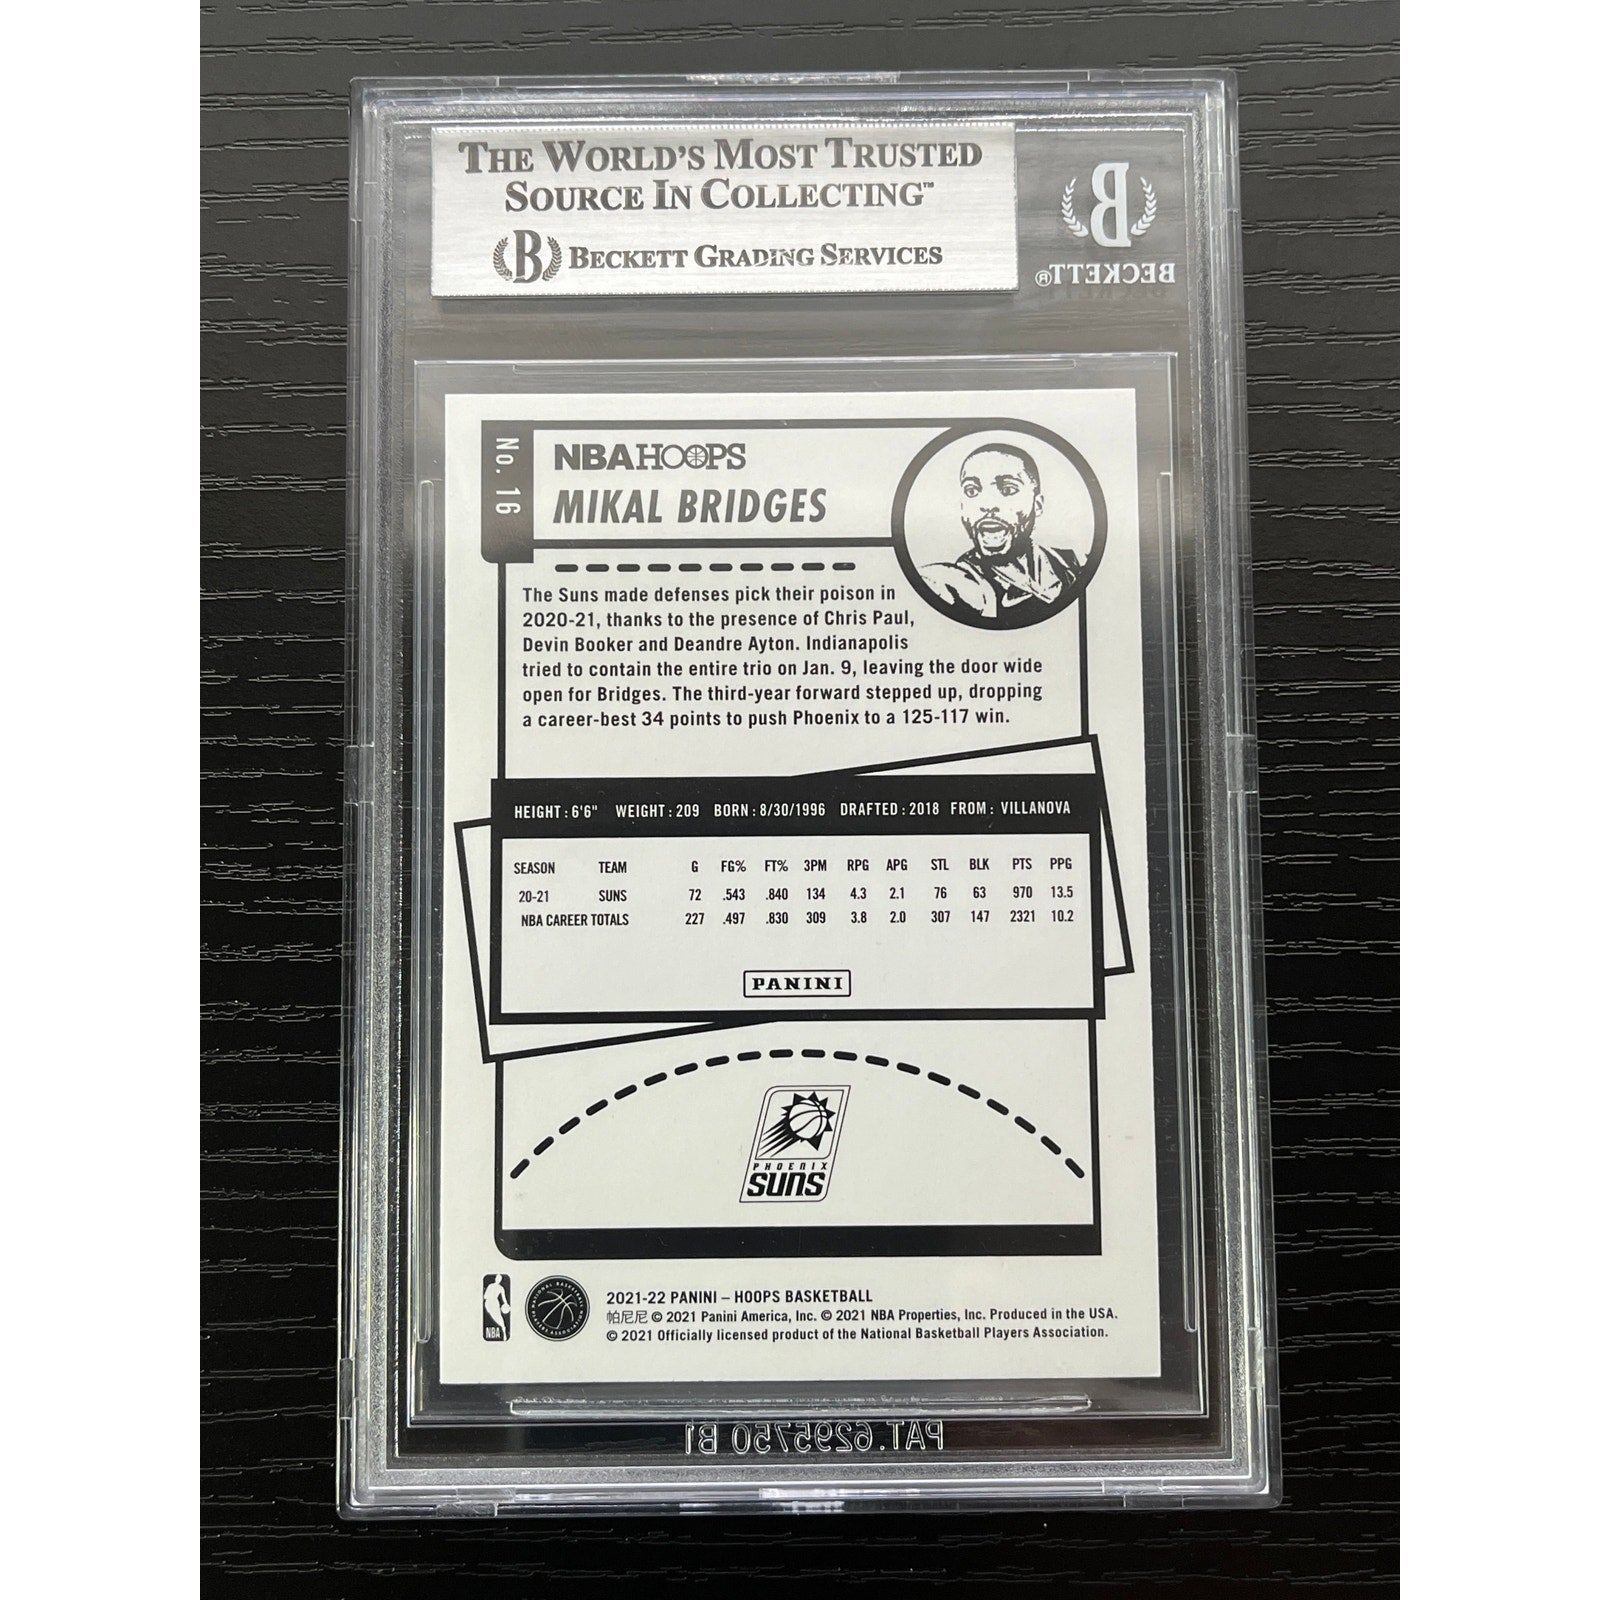 THE WORLD'S MOST TRUSTED
SOURCE IN COLLECTING™
B BECKETT GRADING SERVICES
B
BECKETT®
No. 16
NBA HOOPS
MIKAL BRIDGES
The Suns made defenses pick their poison in
2020-21, thanks to the presence of Chris Paul,
Devin Booker and Deandre Ayton. Indianapolis
tried to contain the entire trio on Jan. 9, leaving the door wide
open for Bridges. The third-year forward stepped up, dropping
a career-best 34 points to push Phoenix to a 125-117 win.
HEIGHT: 6'6" WEIGHT: 209 BORN: 8/30/1996 DRAFTED: 2018 FROM: VILLANOVA
SEASON TEAM G FG% FT% 3PM RPG APG STL BLK PTS PPG
20-21 SUNS 72 .543 .840 134 4.3 2.1 76 63 970 13.5
NBA CAREER TOTALS 227 .497 .830 309 3.8 2.0 307 147 2321 10.2
PANINI
PHOENIX
SUNS
NBA
NATIONAL BASKETBALL PLAYERS ASSOCIATION
2021-22 PANINI – HOOPS BASKETBALL
帕尼尼 © 2021 Panini America, Inc. © 2021 NBA Properties, Inc. Produced in the USA.
© 2021 Officially licensed product of the National Basketball Players Association.
PAT. 6295750 B1